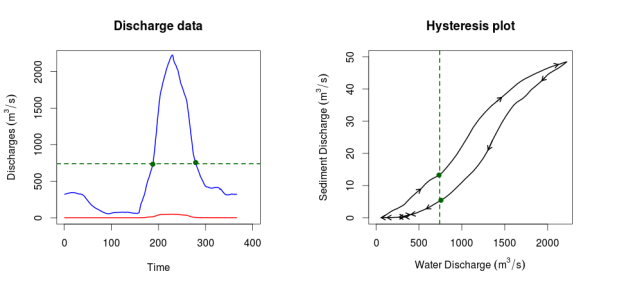 Discharge data
Discharges (m³/s)
2000
1500
1000
500
0
0 100 200 300 400
Time
Hysteresis plot
Sediment Discharge (m³/s)
50
40
30
20
10
0
0 500 1000 1500 2000
Water Discharge (m³/s)